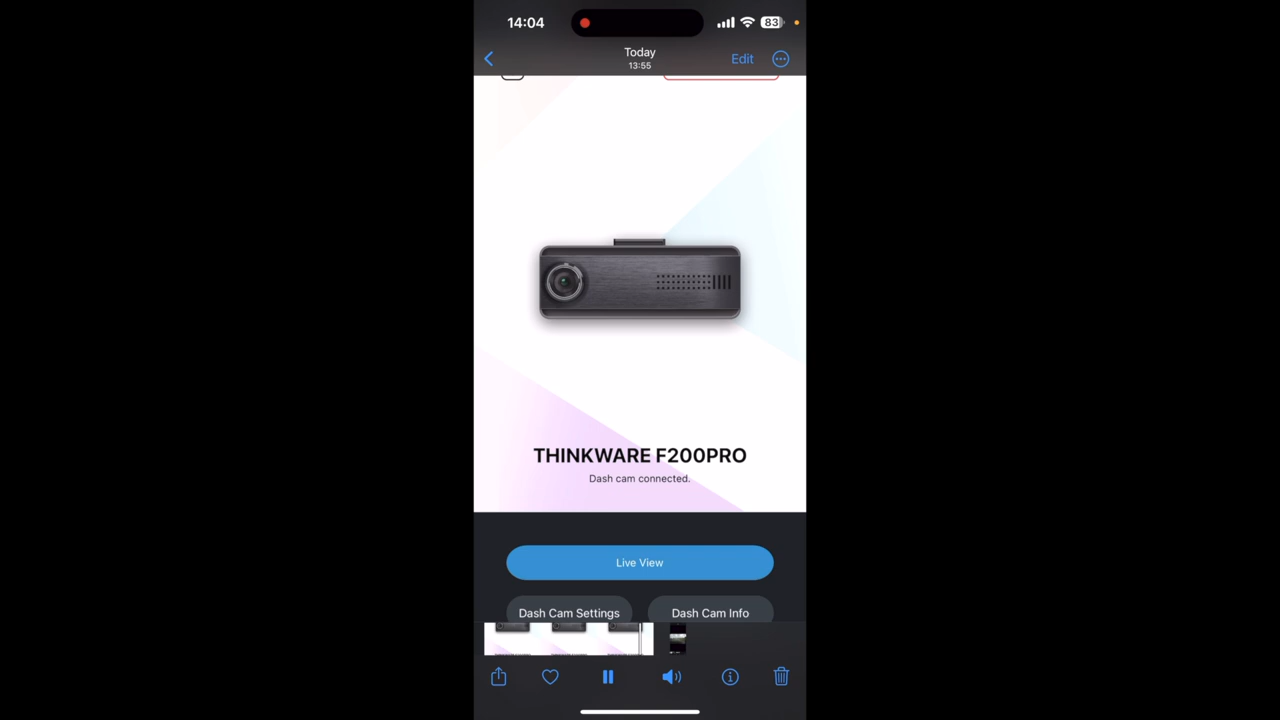 14:04
83
Today
13:55
Edit
THINKWARE F200PRO
Dash cam connected.
Live View
Dash Cam Settings
Dash Cam Info